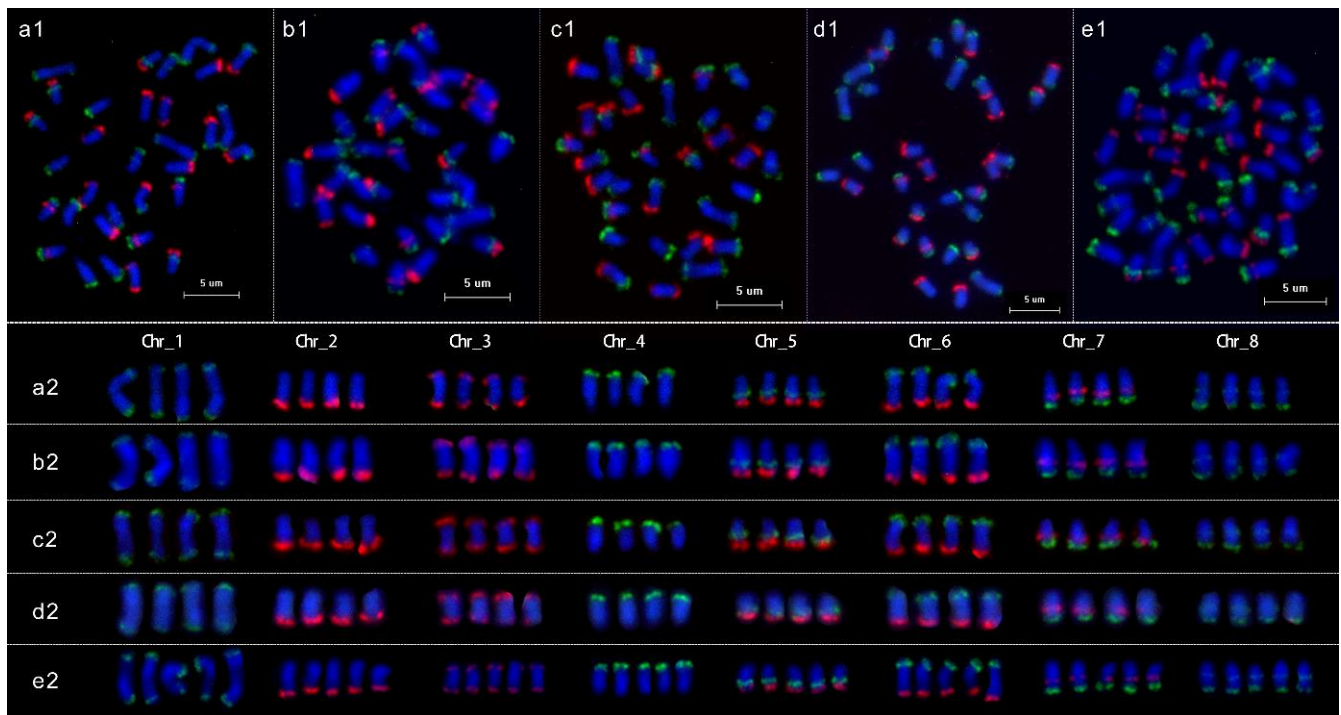 a1 b1 c1 d1 e1
5 um 5 um 5 um 5 um 5 um
Chr_1 Chr_2 Chr_3 Chr_4 Chr_5 Chr_6 Chr_7 Chr_8
a2
b2
c2
d2
e2